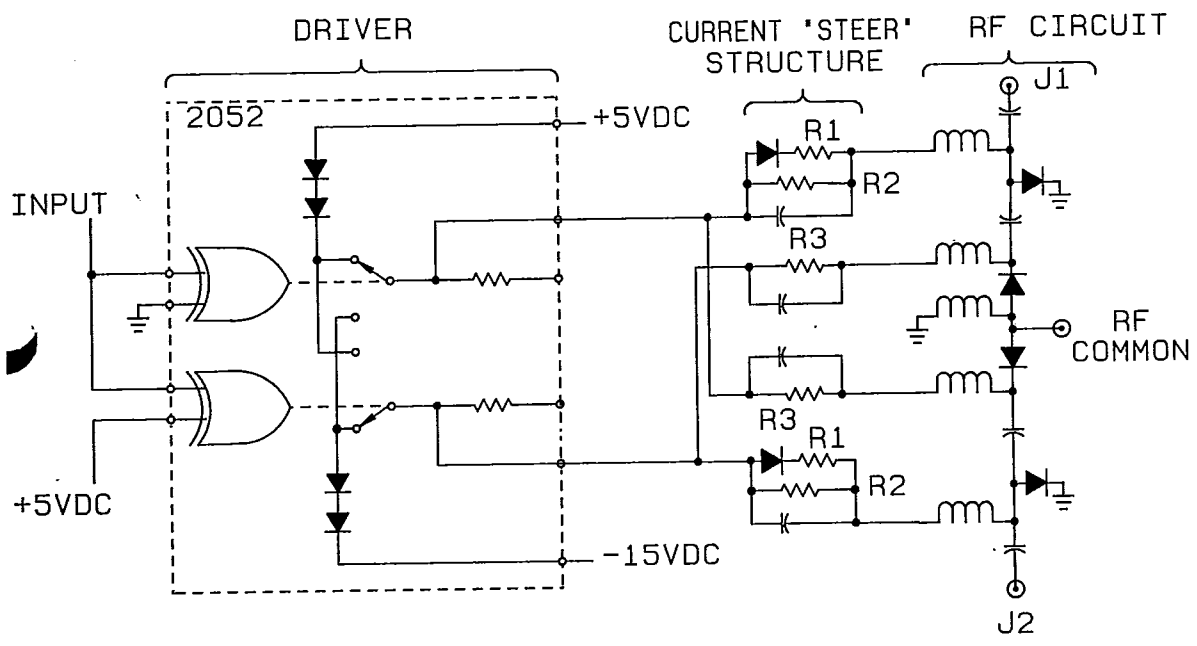 DRIVER
CURRENT "STEER"
STRUCTURE
RF CIRCUIT
J1
2052
+5VDC
R1
R2
INPUT
R3
RF
COMMON
R3
R1
R2
+5VDC
-15VDC
J2